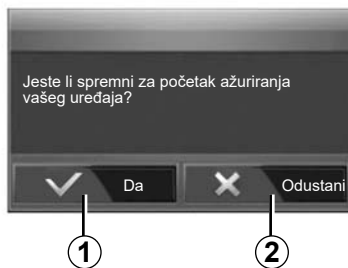 Jeste li spremni za početak ažuriranja
vašeg uređaja?
Da
Odustani
1
2